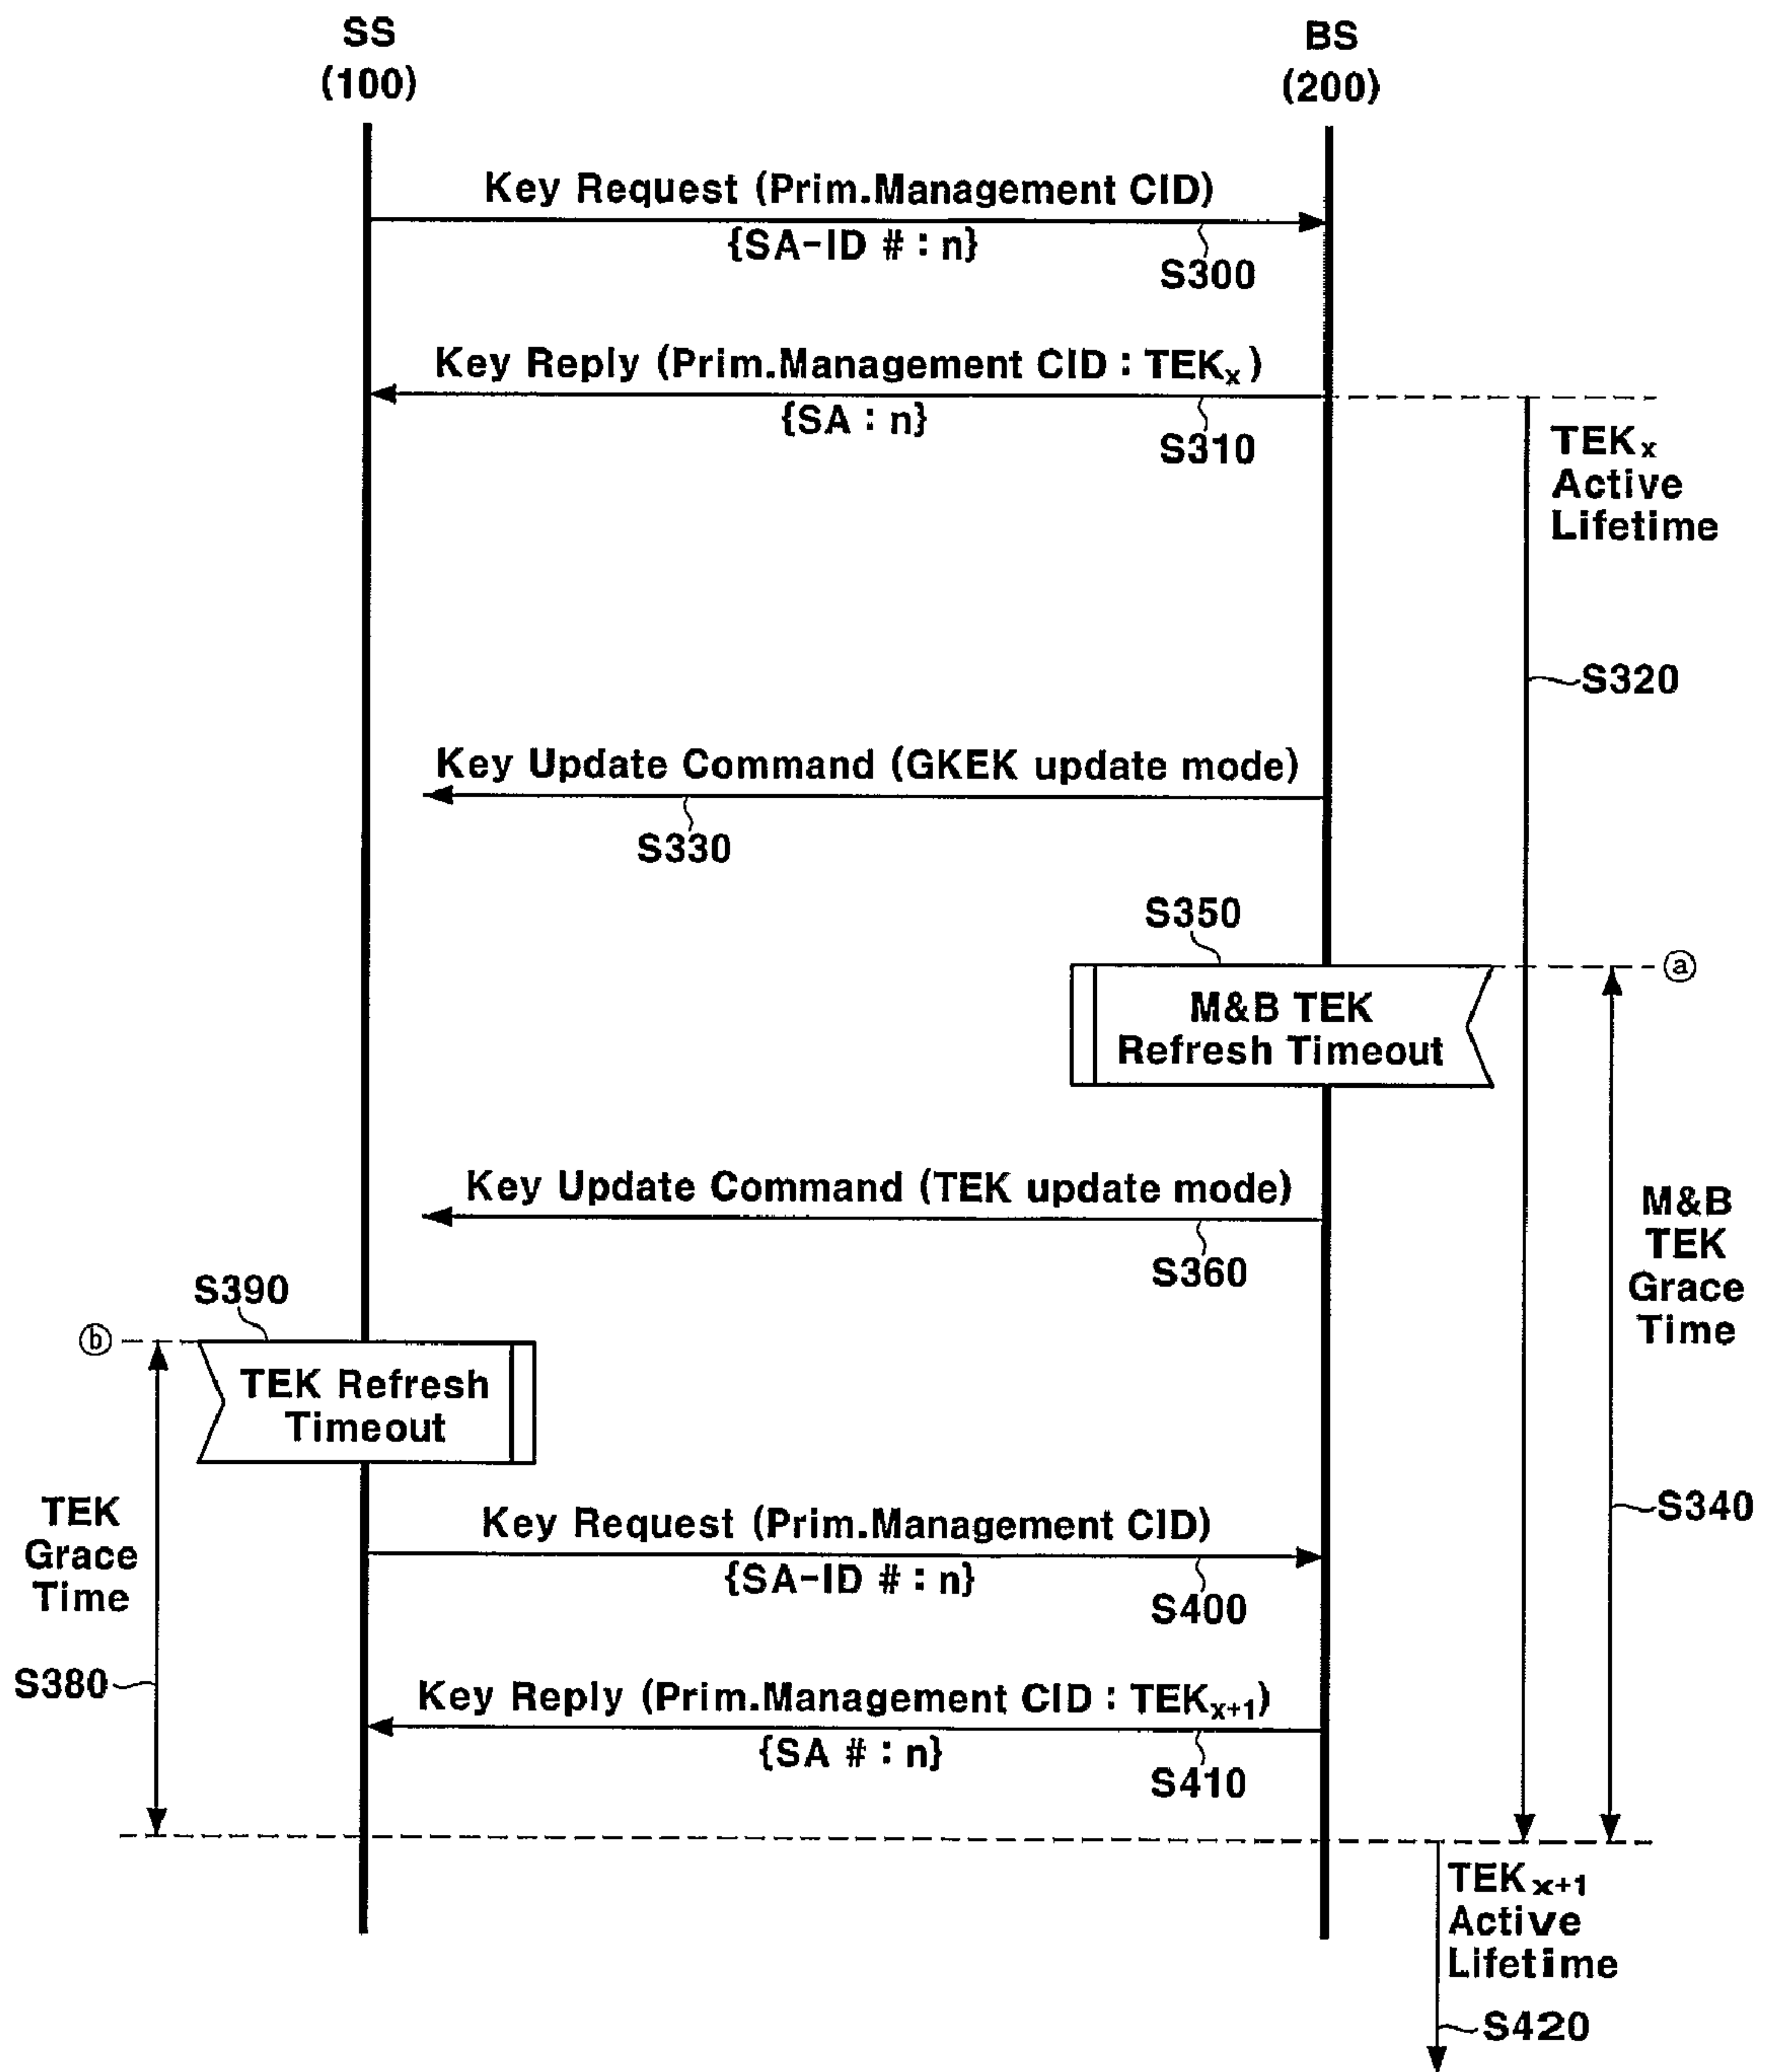 SS
(100)
BS
(200)
Key Request (Prim.Management CID)
{SA-ID # : n}
S300
Key Reply (Prim.Management CID : TEKx)
{SA : n}
S310
TEKx
Active
Lifetime
S320
Key Update Command (GKEK update mode)
S330
S350
ⓐ
M&B TEK
Refresh Timeout
Key Update Command (TEK update mode)
S360
M&B
TEK
Grace
Time
S390
ⓑ
TEK Refresh
Timeout
S340
TEK
Grace
Time
Key Request (Prim.Management CID)
{SA-ID # : n}
S400
S380
Key Reply (Prim.Management CID : TEKx+1)
{SA # : n}
S410
TEKx+1
Active
Lifetime
S420